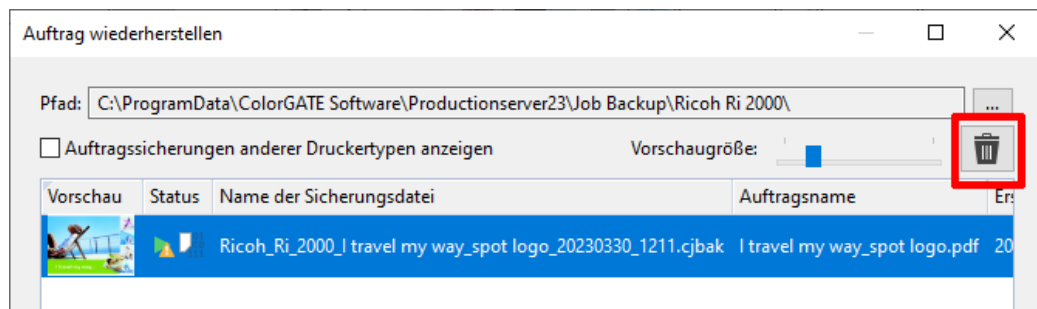 Auftrag wiederherstellen
Pfad: C:\ProgramData\ColorGATE Software\Productionserver23\Job Backup\Ricoh Ri 2000\ ...
Auftragssicherungen anderer Druckertypen anzeigen Vorschaugröße:
Vorschau Status Name der Sicherungsdatei Auftragsname Ers
Ricoh_Ri_2000_I travel my way_spot logo_20230330_1211.cjbak I travel my way_spot logo.pdf 20